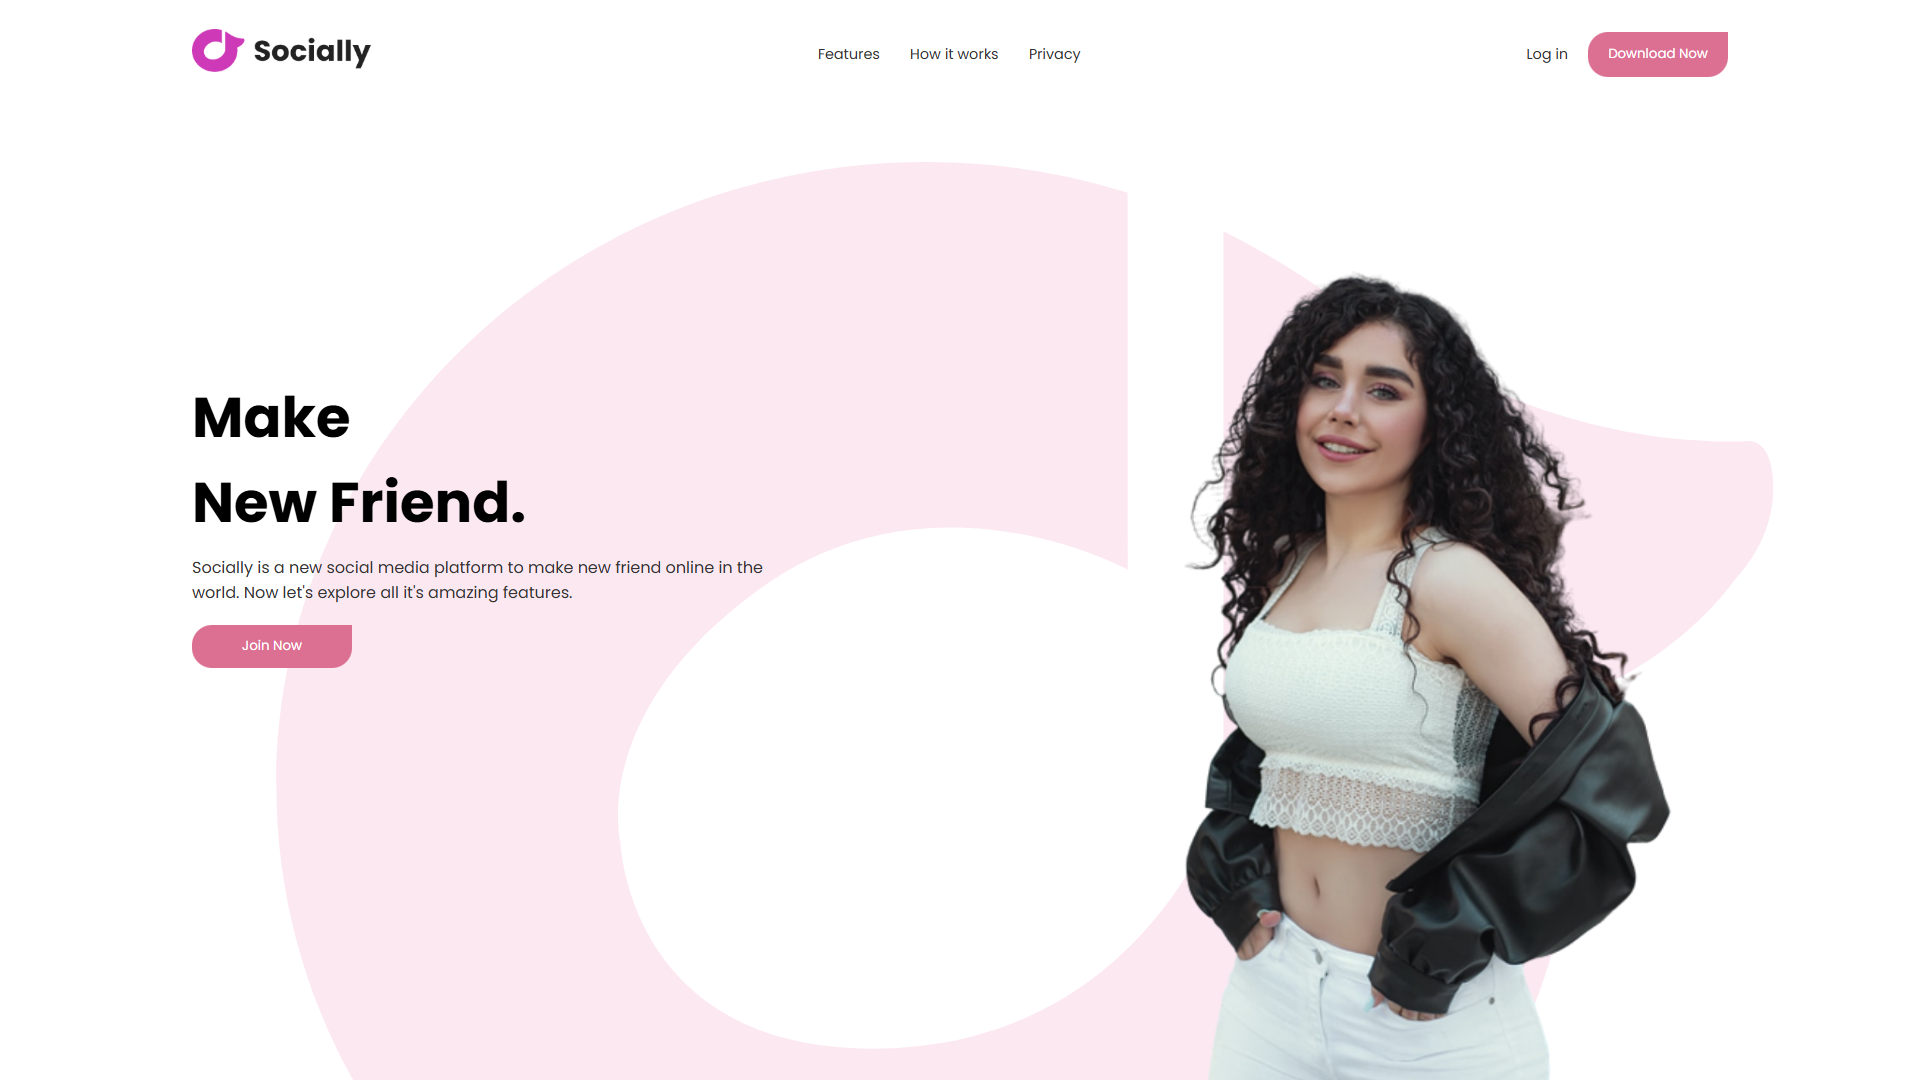 Socially
Features
How it works
Privacy
Log in
Download Now
Make
New Friend.
Socially is a new social media platform to make new friend online in the
world. Now let's explore all it's amazing features.
Join Now